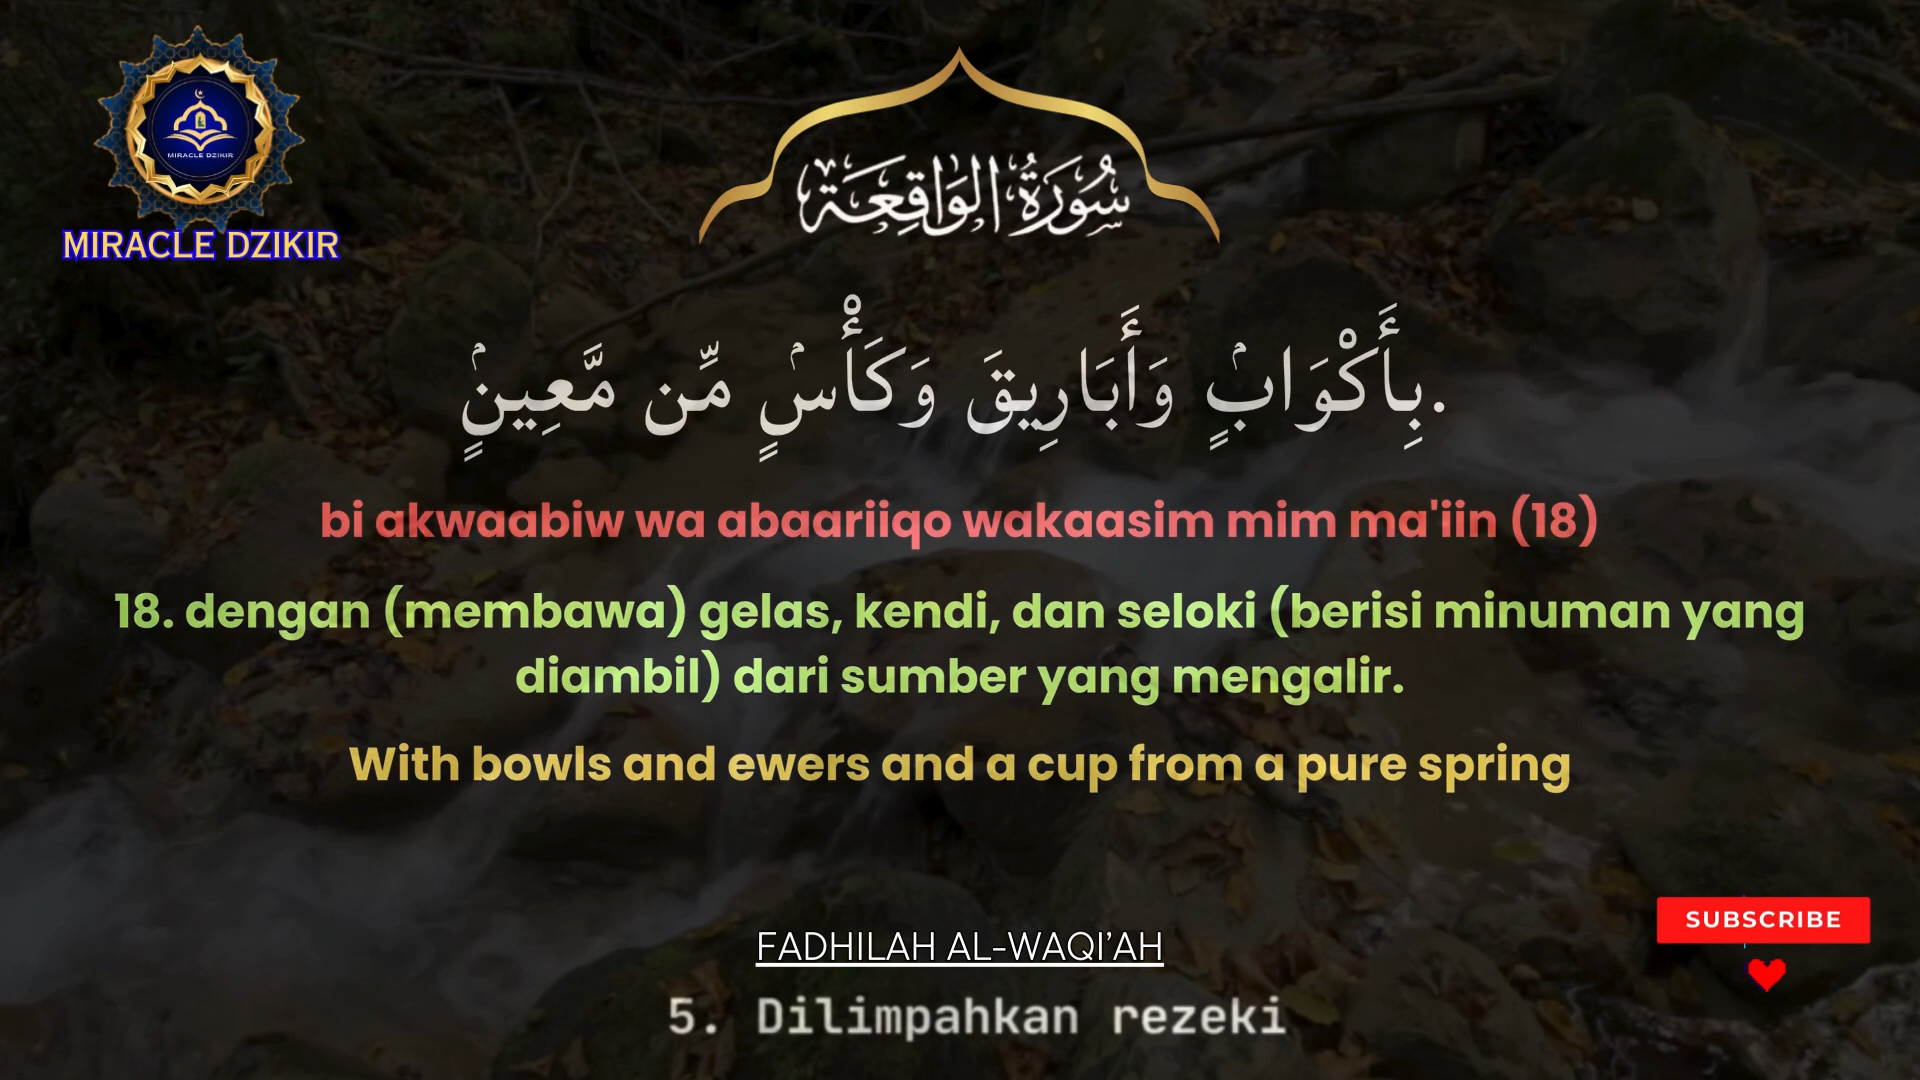 MIRACLE DZIKIR
MIRACLE DZIKIR
سُورَةُ الوَاقِعَة
بِأَكْوَابٍۢ وَأَبَارِيقَ وَكَأْسٍۢ مِّن مَّعِينٍۢ.
bi akwaabiw wa abaariiqo wakaasim mim ma'iin (18)
18. dengan (membawa) gelas, kendi, dan seloki (berisi minuman yang
diambil) dari sumber yang mengalir.
With bowls and ewers and a cup from a pure spring
SUBSCRIBE
FADHILAH AL-WAQI’AH
5. Dilimpahkan rezeki